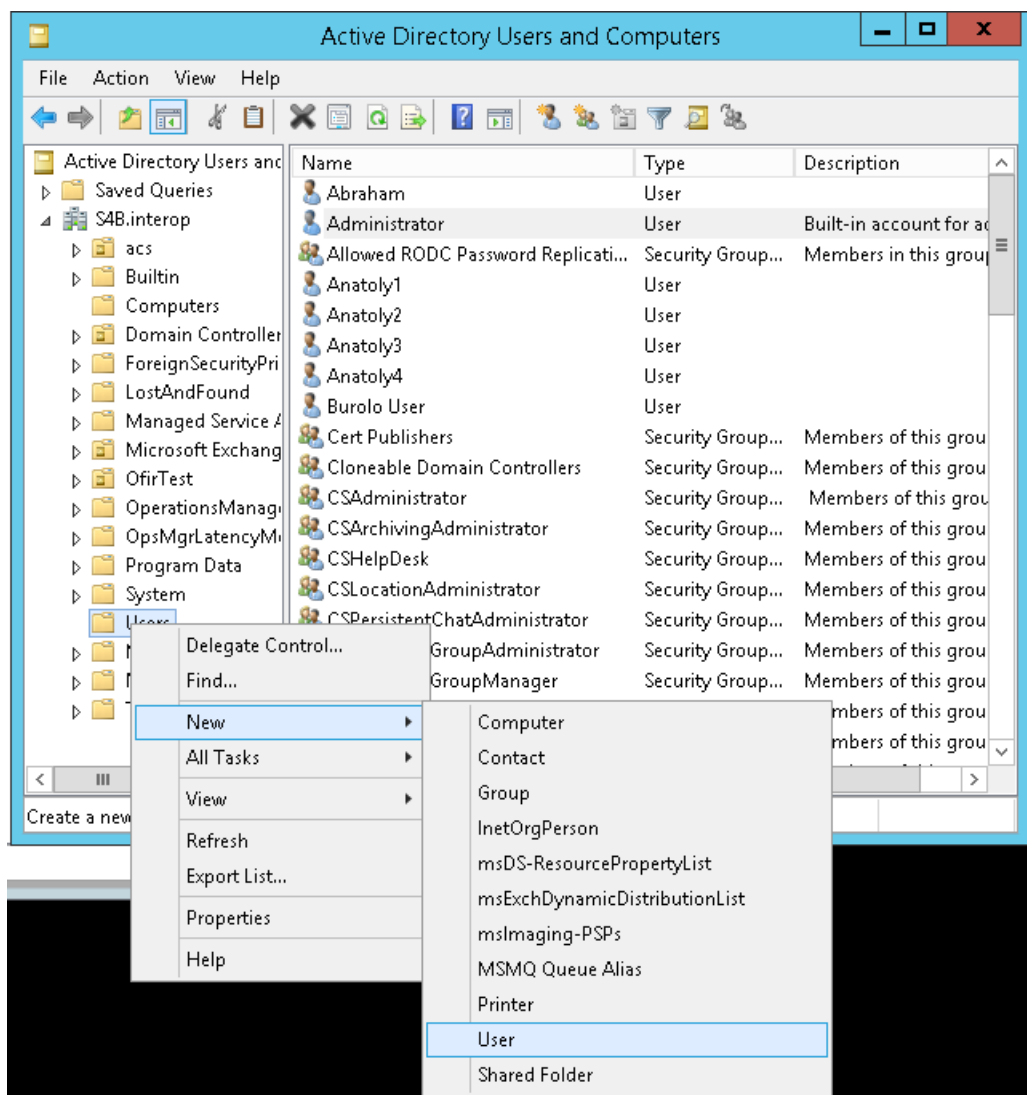 Active Directory Users and Computers
File Action View Help
Active Directory Users and
Saved Queries
S4B.interop
acs
Builtin
Computers
Domain Controller
ForeignSecurityPri
LostAndFound
Managed Service A
Microsoft Exchang
OfirTest
OperationsManag
OpsMgrLatencyM
Program Data
System
Users
Name Type Description
Abraham User
Administrator User Built-in account for ad
Allowed RODC Password Replicati... Security Group... Members in this group
Anatoly1 User
Anatoly2 User
Anatoly3 User
Anatoly4 User
Burolo User User
Cert Publishers Security Group... Members of this grou
Cloneable Domain Controllers Security Group... Members of this grou
CSAdministrator Security Group... Members of this grou
CSArchivingAdministrator Security Group... Members of this grou
CSHelpDesk Security Group... Members of this grou
CSLocationAdministrator Security Group... Members of this grou
CSPersistentChatAdministrator Security Group... Members of this grou
GroupAdministrator Security Group... Members of this grou
GroupManager Security Group... Members of this grou
mbers of this grou
mbers of this grou
Create a new
Delegate Control...
Find...
New
All Tasks
View
Refresh
Export List...
Properties
Help
Computer
Contact
Group
InetOrgPerson
msDS-ResourcePropertyList
msExchDynamicDistributionList
msImaging-PSPs
MSMQ Queue Alias
Printer
User
Shared Folder